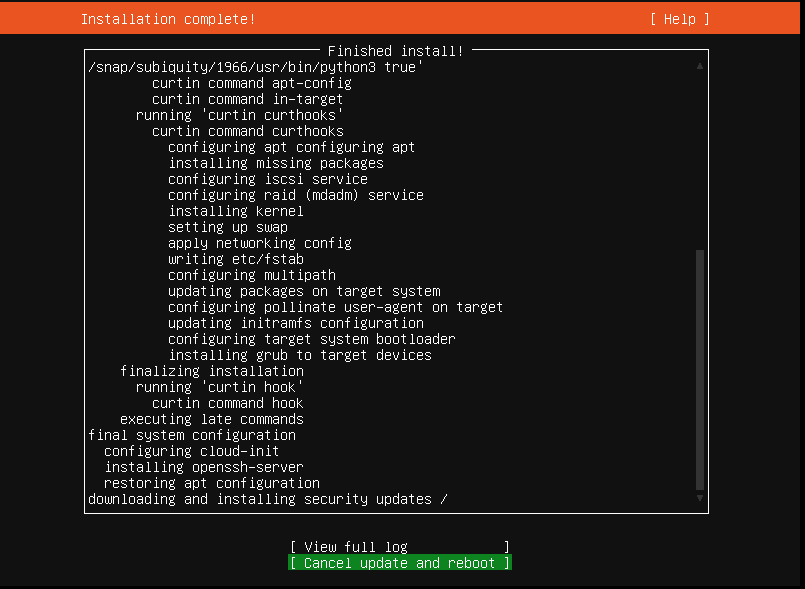 Installation complete! [ Help ]
Finished install!
/snap/subiquity/1966/usr/bin/python3 true'
curtin command apt-config
curtin command in-target
running 'curtin curthooks'
curtin command curthooks
configuring apt configuring apt
installing missing packages
configuring iscsi service
configuring raid (mdadm) service
installing kernel
setting up swap
apply networking config
writing etc/fstab
configuring multipath
updating packages on target system
configuring pollinate user-agent on target
updating initramfs configuration
configuring target system bootloader
installing grub to target devices
finalizing installation
running 'curtin hook'
curtin command hook
executing late commands
final system configuration
configuring cloud-init
installing openssh-server
restoring apt configuration
downloading and installing security updates /
[ View full log ]
[ Cancel update and reboot ]